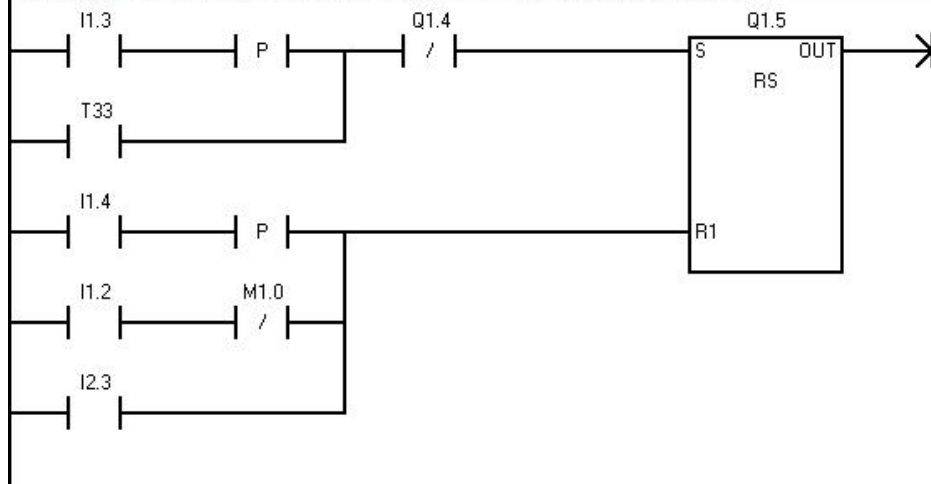 I1.3 Q1.4 Q1.5
P / S OUT
RS
T33
I1.4
P R1
I1.2 M1.0
/
I2.3